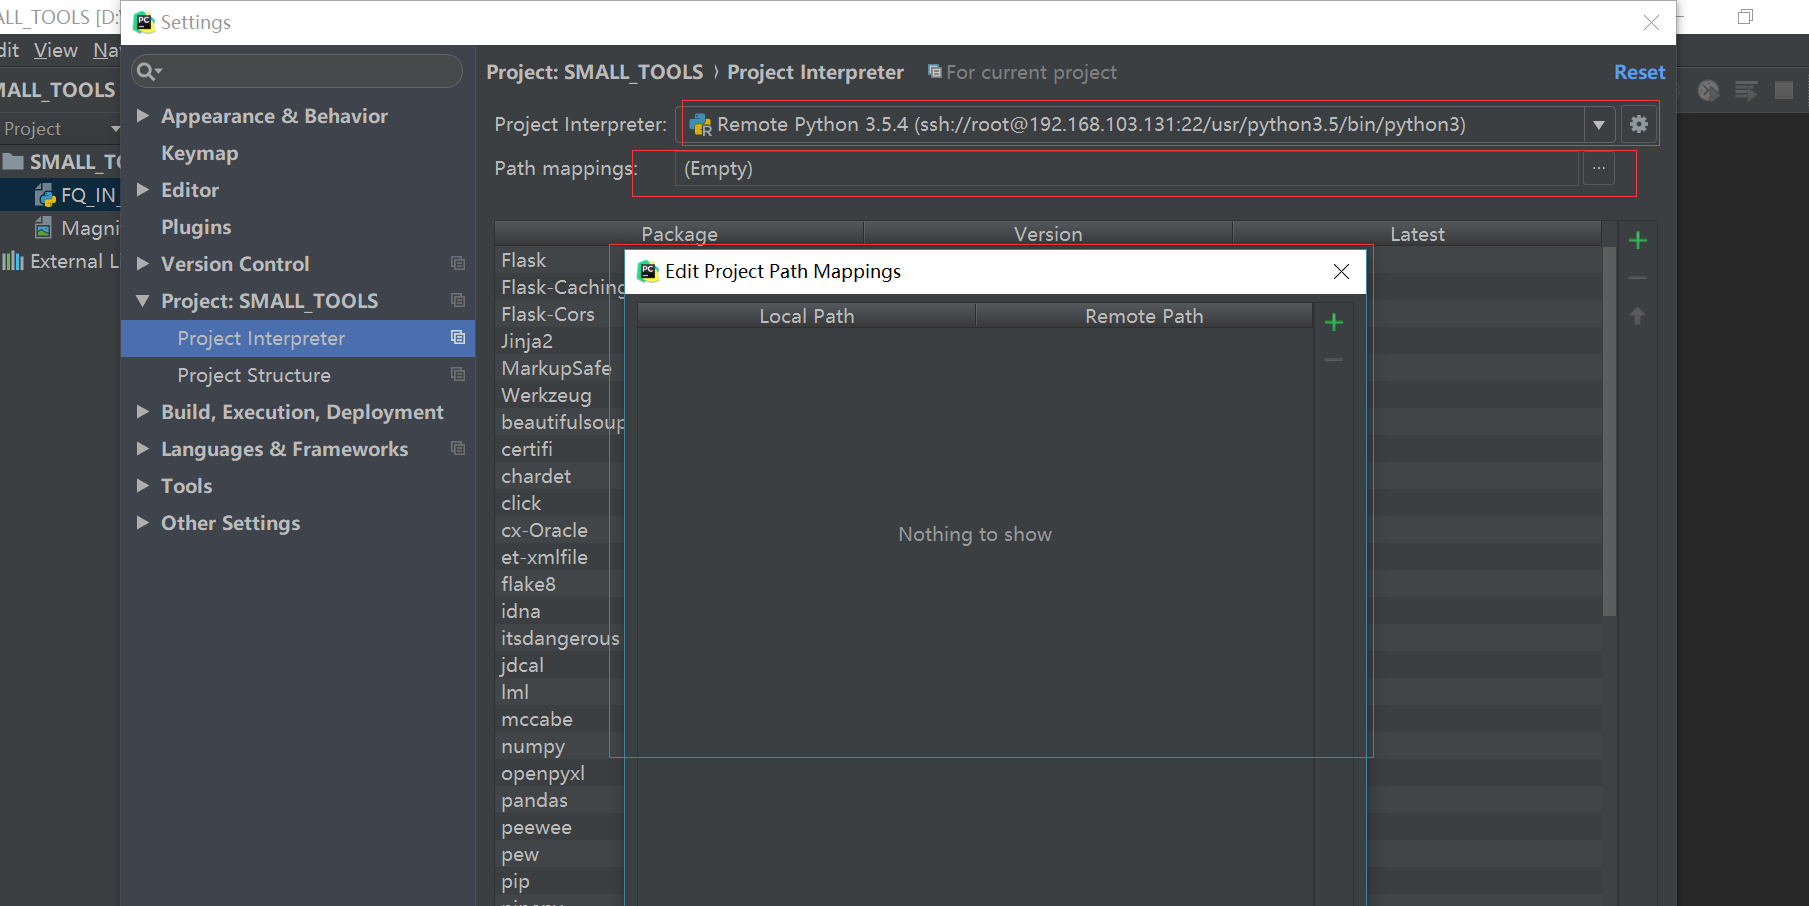 ALL_TOOLS [D:\
Settings
dit View Na
ALL_TOOLS
Project
SMALL_TO
FQ_IN_
Magni
External L
Appearance & Behavior
Keymap
Editor
Plugins
Version Control
Project: SMALL_TOOLS
Project Interpreter
Project Structure
Build, Execution, Deployment
Languages & Frameworks
Tools
Other Settings
Project: SMALL_TOOLS › Project Interpreter For current project Reset
Project Interpreter: Remote Python 3.5.4 (ssh://root@192.168.103.131:22/usr/python3.5/bin/python3)
Path mappings: (Empty) ...
Package Version Latest
Flask
Flask-Caching
Flask-Cors
Jinja2
MarkupSafe
Werkzeug
beautifulsoup
certifi
chardet
click
cx-Oracle
et-xmlfile
flake8
idna
itsdangerous
jdcal
lml
mccabe
numpy
openpyxl
pandas
peewee
pew
pip
Edit Project Path Mappings
Local Path Remote Path
Nothing to show